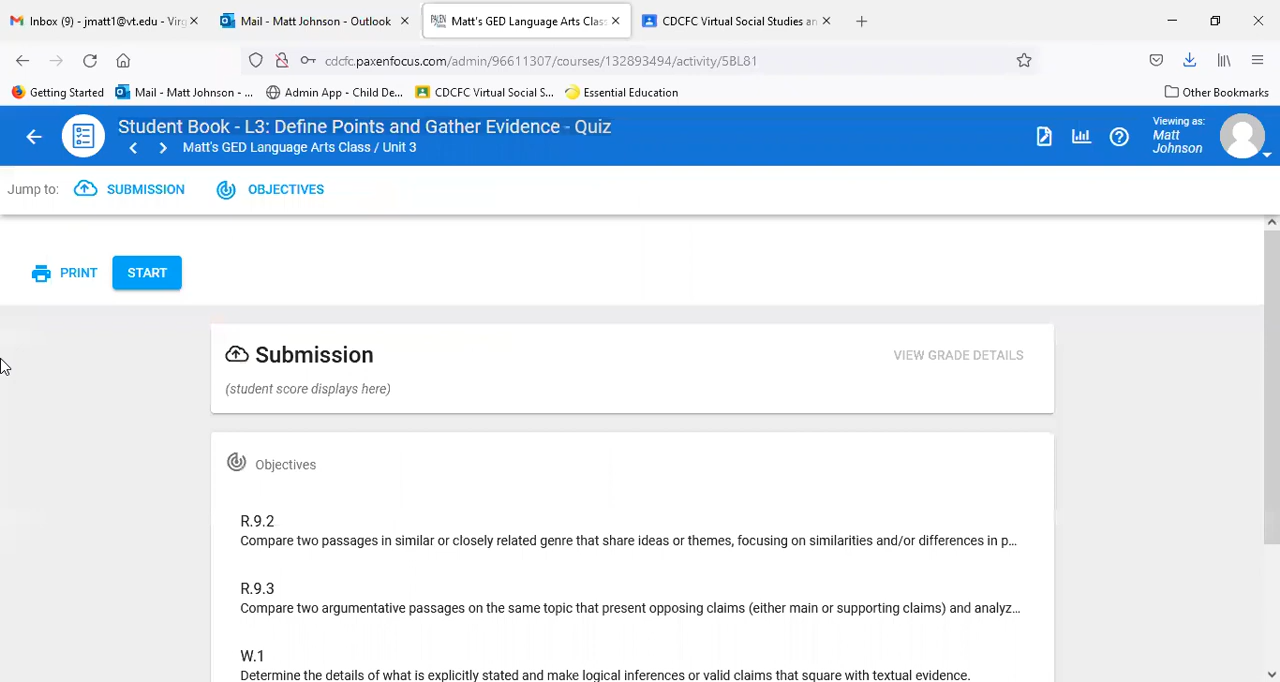 Inbox (9) - jmatt1@vt.edu - Virg
Mail - Matt Johnson - Outlook
PAXEN
Matt's GED Language Arts Clas
CDCFC Virtual Social Studies an
cdcfc.paxenfocus.com/admin/96611307/courses/132893494/activity/5BL81
Getting Started
Mail - Matt Johnson - ...
Admin App - Child De...
CDCFC Virtual Social S...
Essential Education
Other Bookmarks
Student Book - L3: Define Points and Gather Evidence - Quiz
Matt's GED Language Arts Class / Unit 3
Viewing as:
Matt
Johnson
Jump to:
SUBMISSION
OBJECTIVES
PRINT
START
Submission
VIEW GRADE DETAILS
(student score displays here)
Objectives
R.9.2
Compare two passages in similar or closely related genre that share ideas or themes, focusing on similarities and/or differences in p...
R.9.3
Compare two argumentative passages on the same topic that present opposing claims (either main or supporting claims) and analyz...
W.1
Determine the details of what is explicitly stated and make logical inferences or valid claims that square with textual evidence.